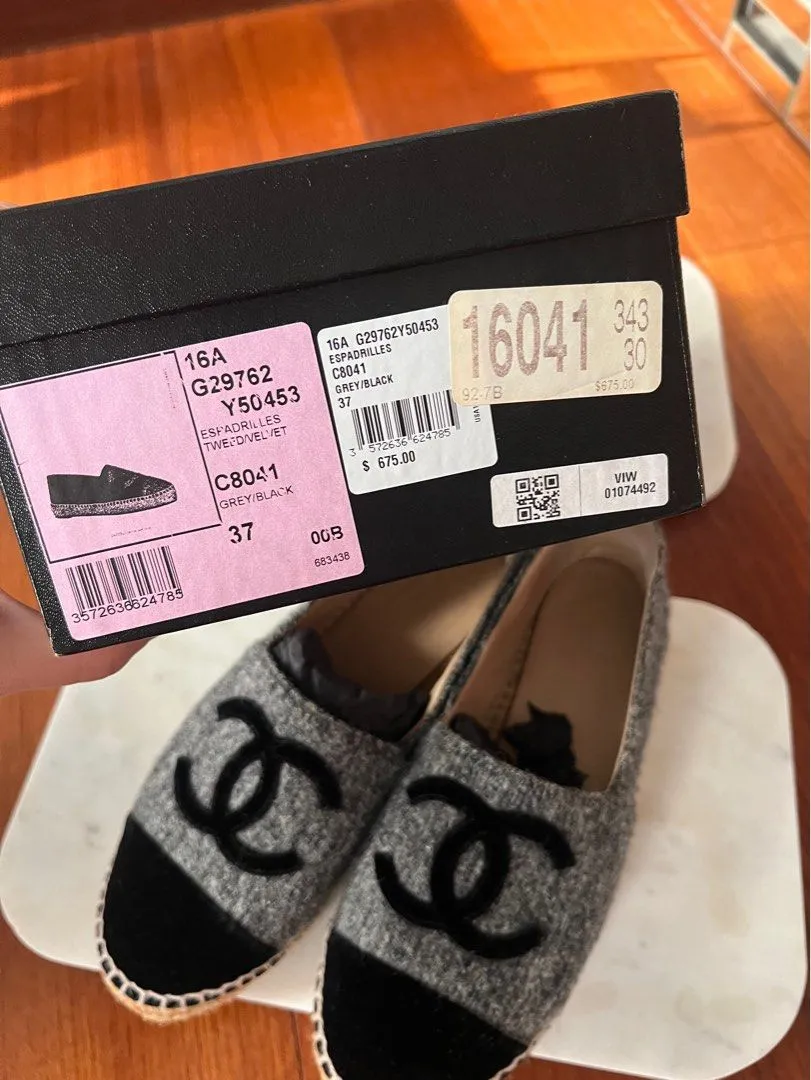 16A
G29762
Y50453
ESPADRILLES
TWEED/VELVET
C8041
GREY/BLACK
37
00B
683438
3572636624785
16A G29762Y50453
ESPADRILLES
C8041
GREY/BLACK
37
3 572636 624785
$ 675.00
USA
16041
343
30
92-7B
$675.00
VIW
01074492